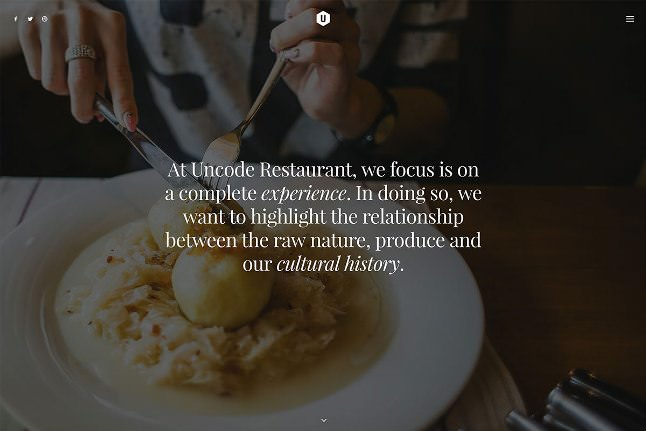 U
At Uncode Restaurant, we focus is on
a complete experience. In doing so, we
want to highlight the relationship
between the raw nature, produce and
our cultural history.